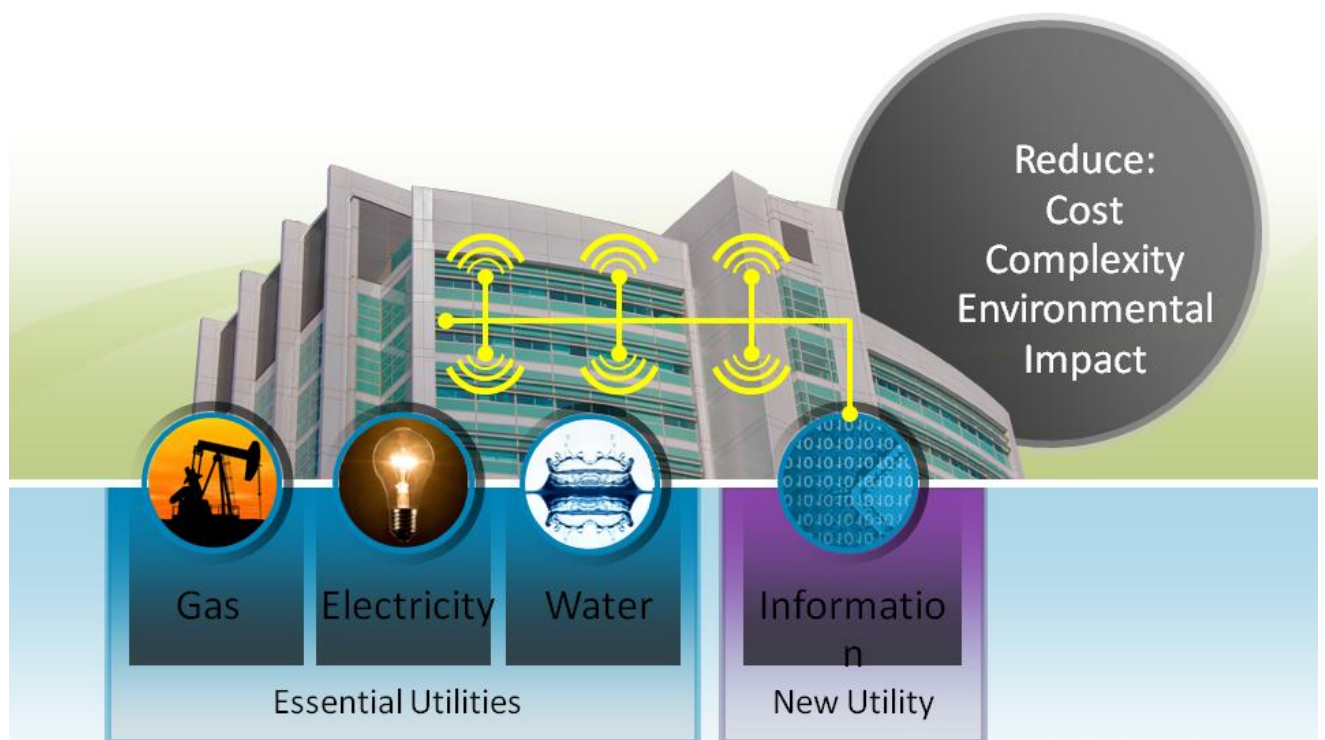 Reduce:
Cost
Complexity
Environmental
Impact
Gas
Electricity
Water
Informatio
n
Essential Utilities
New Utility